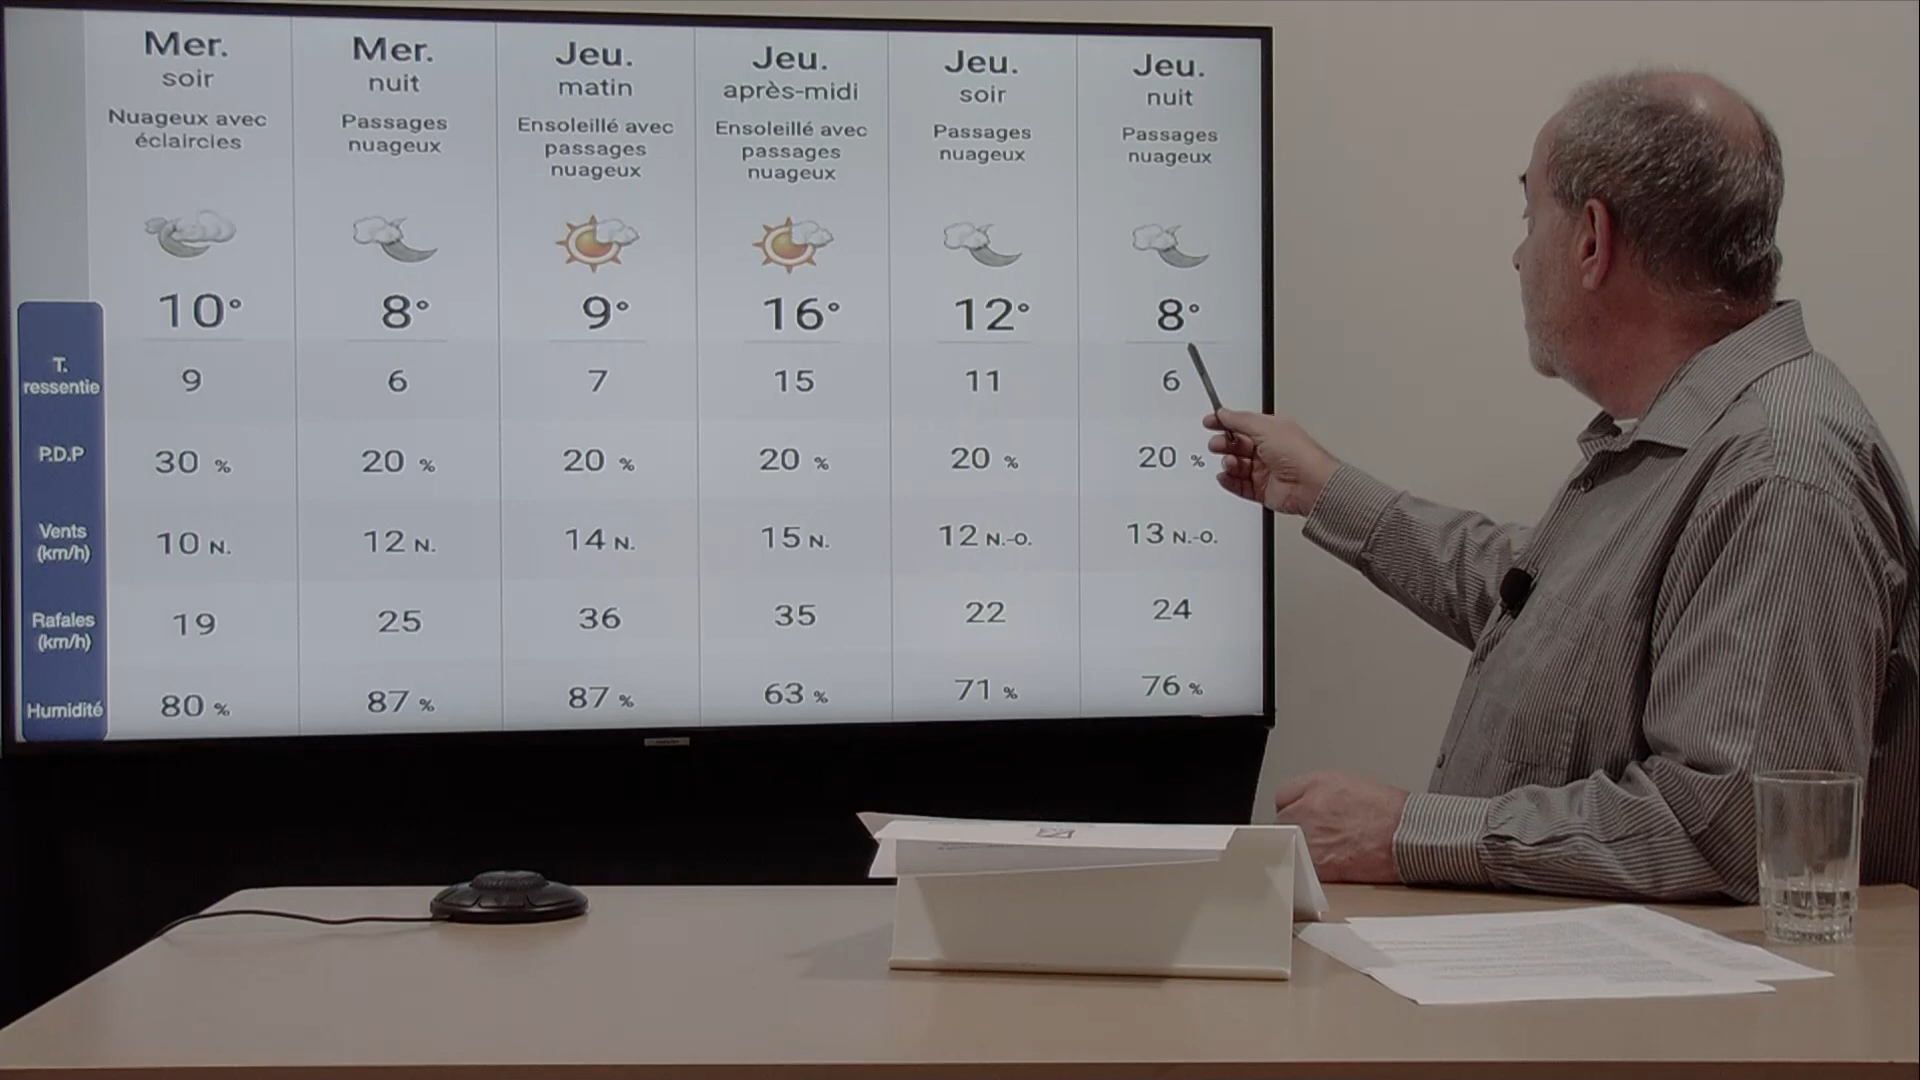 Mer. Mer. Jeu. Jeu. Jeu. Jeu.
soir nuit matin après-midi soir nuit
Nuageux avec Passages Ensoleillé avec Ensoleillé avec Passages Passages
éclaircies nuageux passages passages nuageux nuageux
nuageux nuageux
10° 8° 9° 16° 12° 8°
T.
ressentie 9 6 7 15 11 6
P.D.P 30 % 20 % 20 % 20 % 20 % 20 %
Vents
(km/h) 10 N. 12 N. 14 N. 15 N. 12 N.-O. 13 N.-O.
Rafales
(km/h) 19 25 36 35 22 24
Humidité 80 % 87 % 87 % 63 % 71 % 76 %